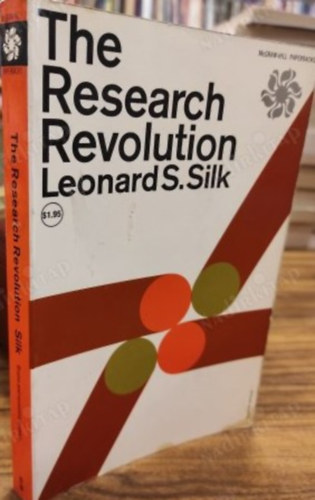 The
Research
Revolution
Leonard S. Silk
$1.95
McGRAW-HILL PAPERBACKS
The Research Revolution Silk